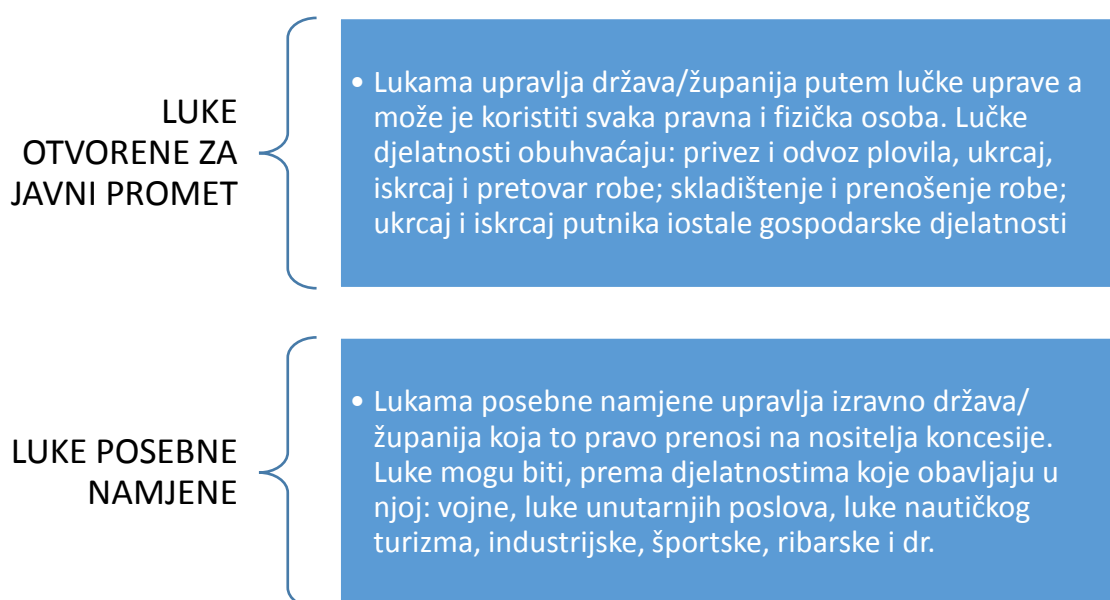 LUKE
OTVORENE ZA
JAVNI PROMET
• Lukama upravlja država/županija putem lučke uprave a
može je koristiti svaka pravna i fizička osoba. Lučke
djelatnosti obuhvaćaju: privez i odvoz plovila, ukrcaj,
iskrcaj i pretovar robe; skladištenje i prenošenje robe;
ukrcaj i iskrcaj putnika iostale gospodarske djelatnosti
LUKE POSEBNE
NAMJENE
• Lukama posebne namjene upravlja izravno država/
županija koja to pravo prenosi na nositelja koncesije.
Luke mogu biti, prema djelatnostima koje obavljaju u
njoj: vojne, luke unutarnjih poslova, luke nautičkog
turizma, industrijske, športske, ribarske i dr.